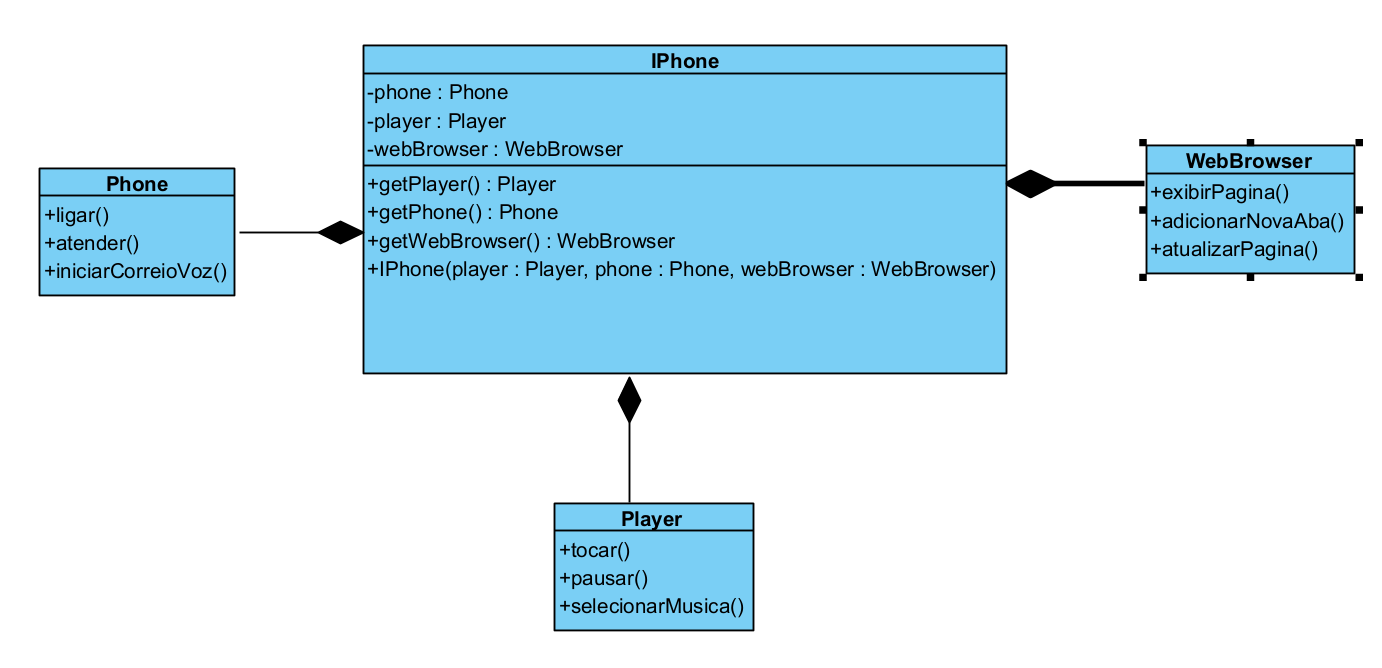 IPhone
-phone : Phone
-player : Player
-webBrowser : WebBrowser
+getPlayer() : Player
+getPhone() : Phone
+getWebBrowser() : WebBrowser
+IPhone(player : Player, phone : Phone, webBrowser : WebBrowser)
Phone
+ligar()
+atender()
+iniciarCorreioVoz()
WebBrowser
+exibirPagina()
+adicionarNovaAba()
+atualizarPagina()
Player
+tocar()
+pausar()
+selecionarMusica()